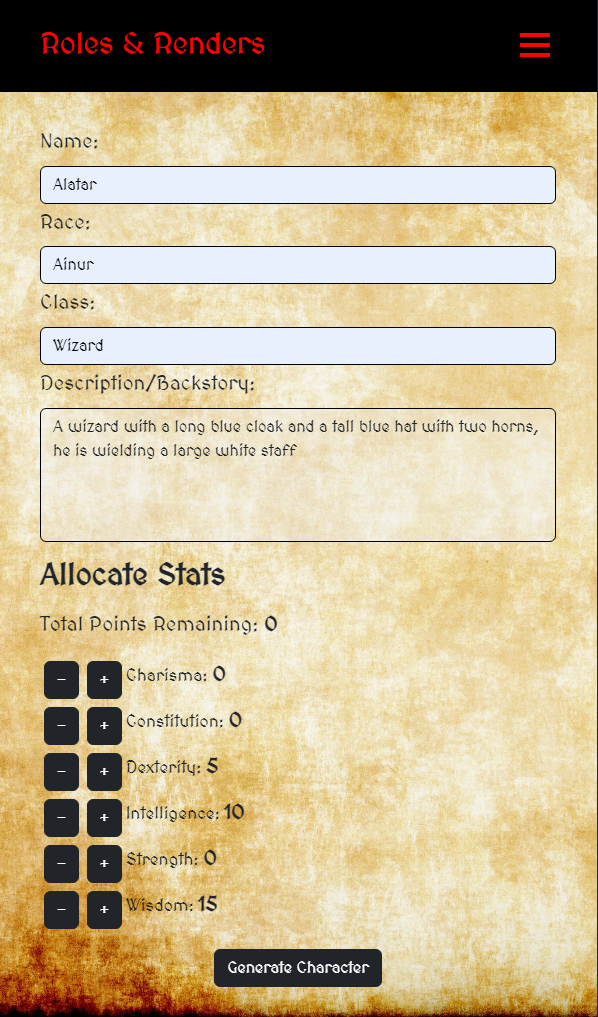 Roles & Renders
Name:
Alatar
Race:
Ainur
Class:
Wizard
Description/Backstory:
A wizard with a long blue cloak and a tall blue hat with two horns,
he is wielding a large white staff
Allocate Stats
Total Points Remaining: 0
- + Charisma: 0
- + Constitution: 0
- + Dexterity: 5
- + Intelligence: 10
- + Strength: 0
- + Wisdom: 15
Generate Character